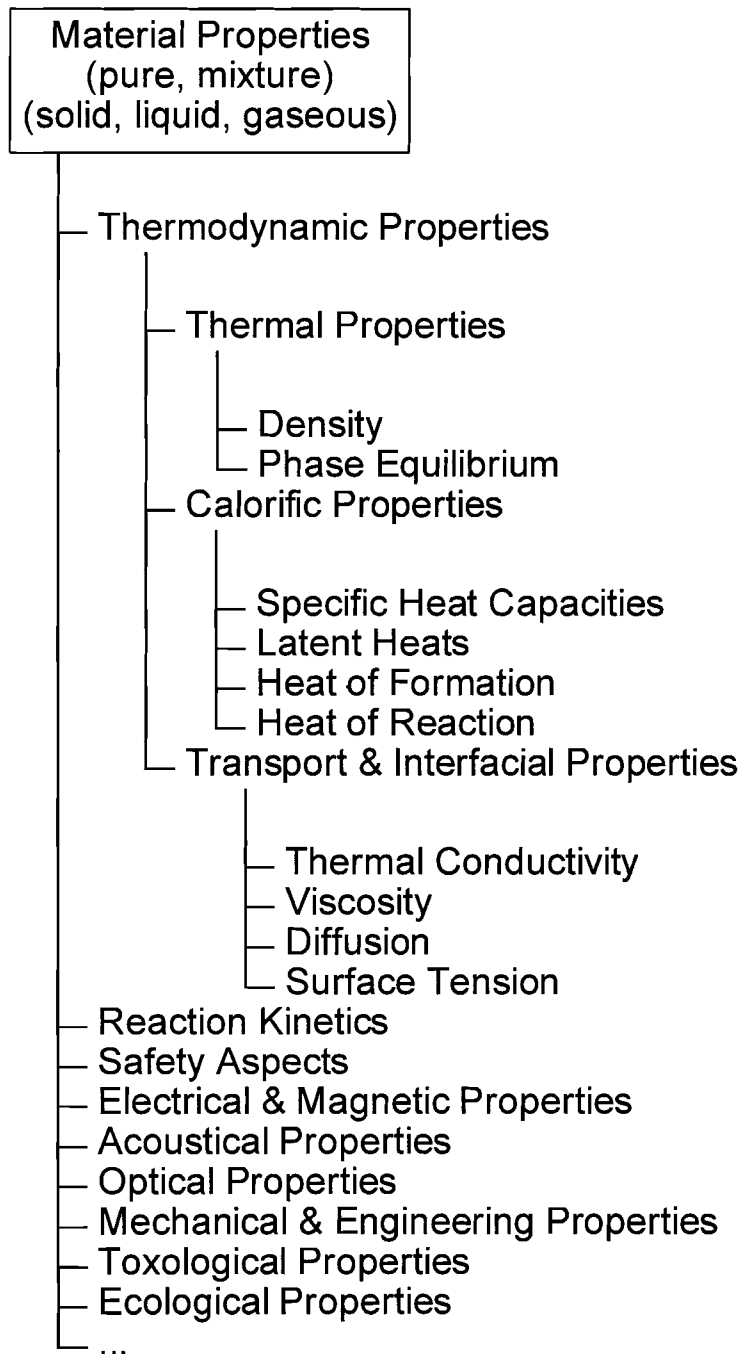 Material Properties
(pure, mixture)
(solid, liquid, gaseous)
Thermodynamic Properties
Thermal Properties
Density
Phase Equilibrium
Calorific Properties
Specific Heat Capacities
Latent Heats
Heat of Formation
Heat of Reaction
Transport & Interfacial Properties
Thermal Conductivity
Viscosity
Diffusion
Surface Tension
Reaction Kinetics
Safety Aspects
Electrical & Magnetic Properties
Acoustical Properties
Optical Properties
Mechanical & Engineering Properties
Toxological Properties
Ecological Properties
...